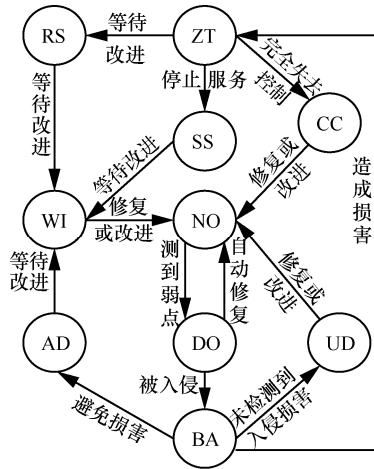 RS
等待
改进
ZT
完全失去
控制
等待改进
停止服务
SS
CC
等待改进
修复或
改进
造成损害
WI
修复
或改进
NO
等待
改进
测到弱点
自动修复
修复或
改进
AD
DO
UD
被入侵
避免损害
未检测到
入侵损害
BA